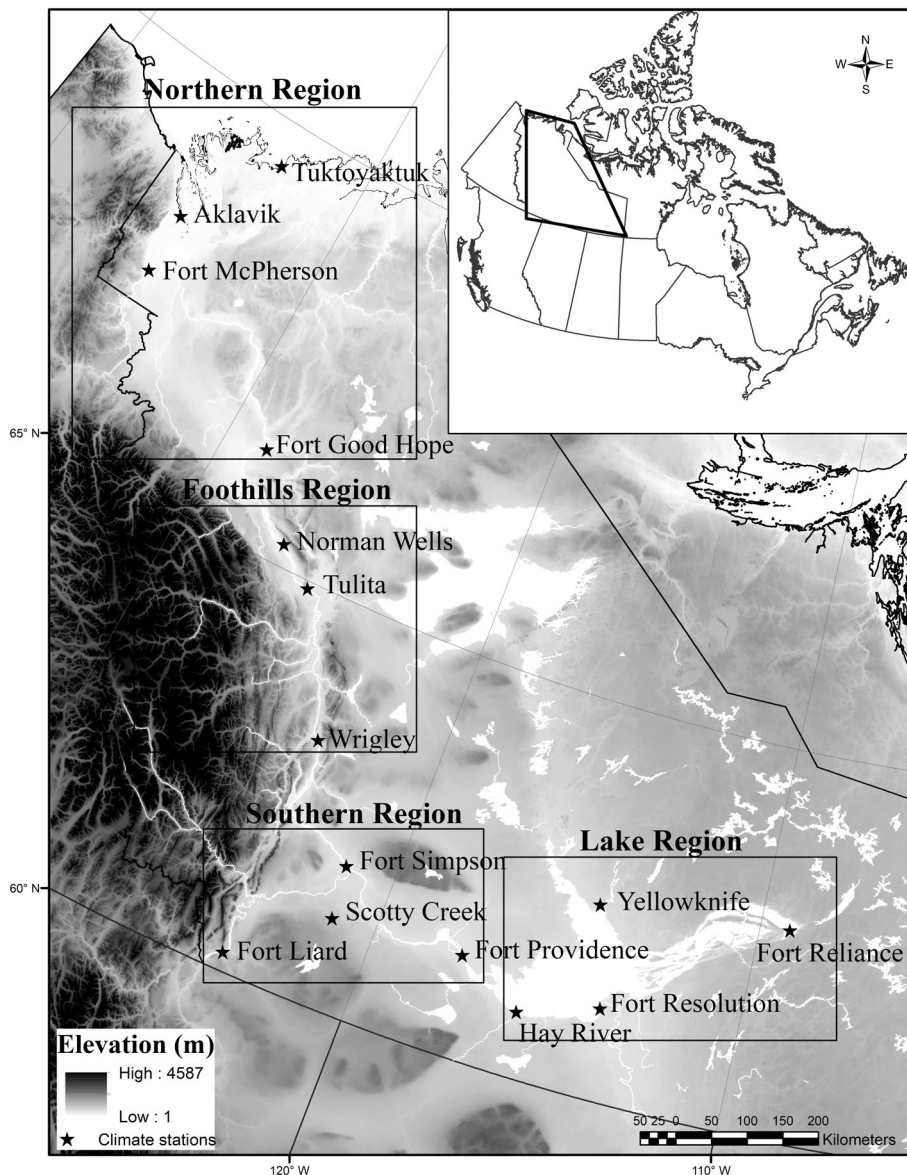 Northern Region
Tuktoyaktuk
Aklavik
Fort McPherson
Fort Good Hope
N
W E
S
65° N
Foothills Region
Norman Wells
Tulita
Wrigley
Southern Region
Fort Simpson
Scotty Creek
Fort Liard
Fort Providence
Lake Region
Yellowknife
Fort Reliance
Fort Resolution
Hay River
60° N
Elevation (m)
High : 4587
Low : 1
Climate stations
50 25 0 50 100 150 200
Kilometers
120° W
110° W